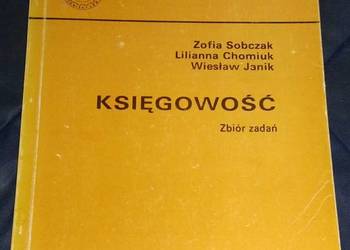 Zofia Sobczak
Lilianna Chomiuk
Wiesław Janik
KSIĘGOWOŚĆ
Zbiór zadań